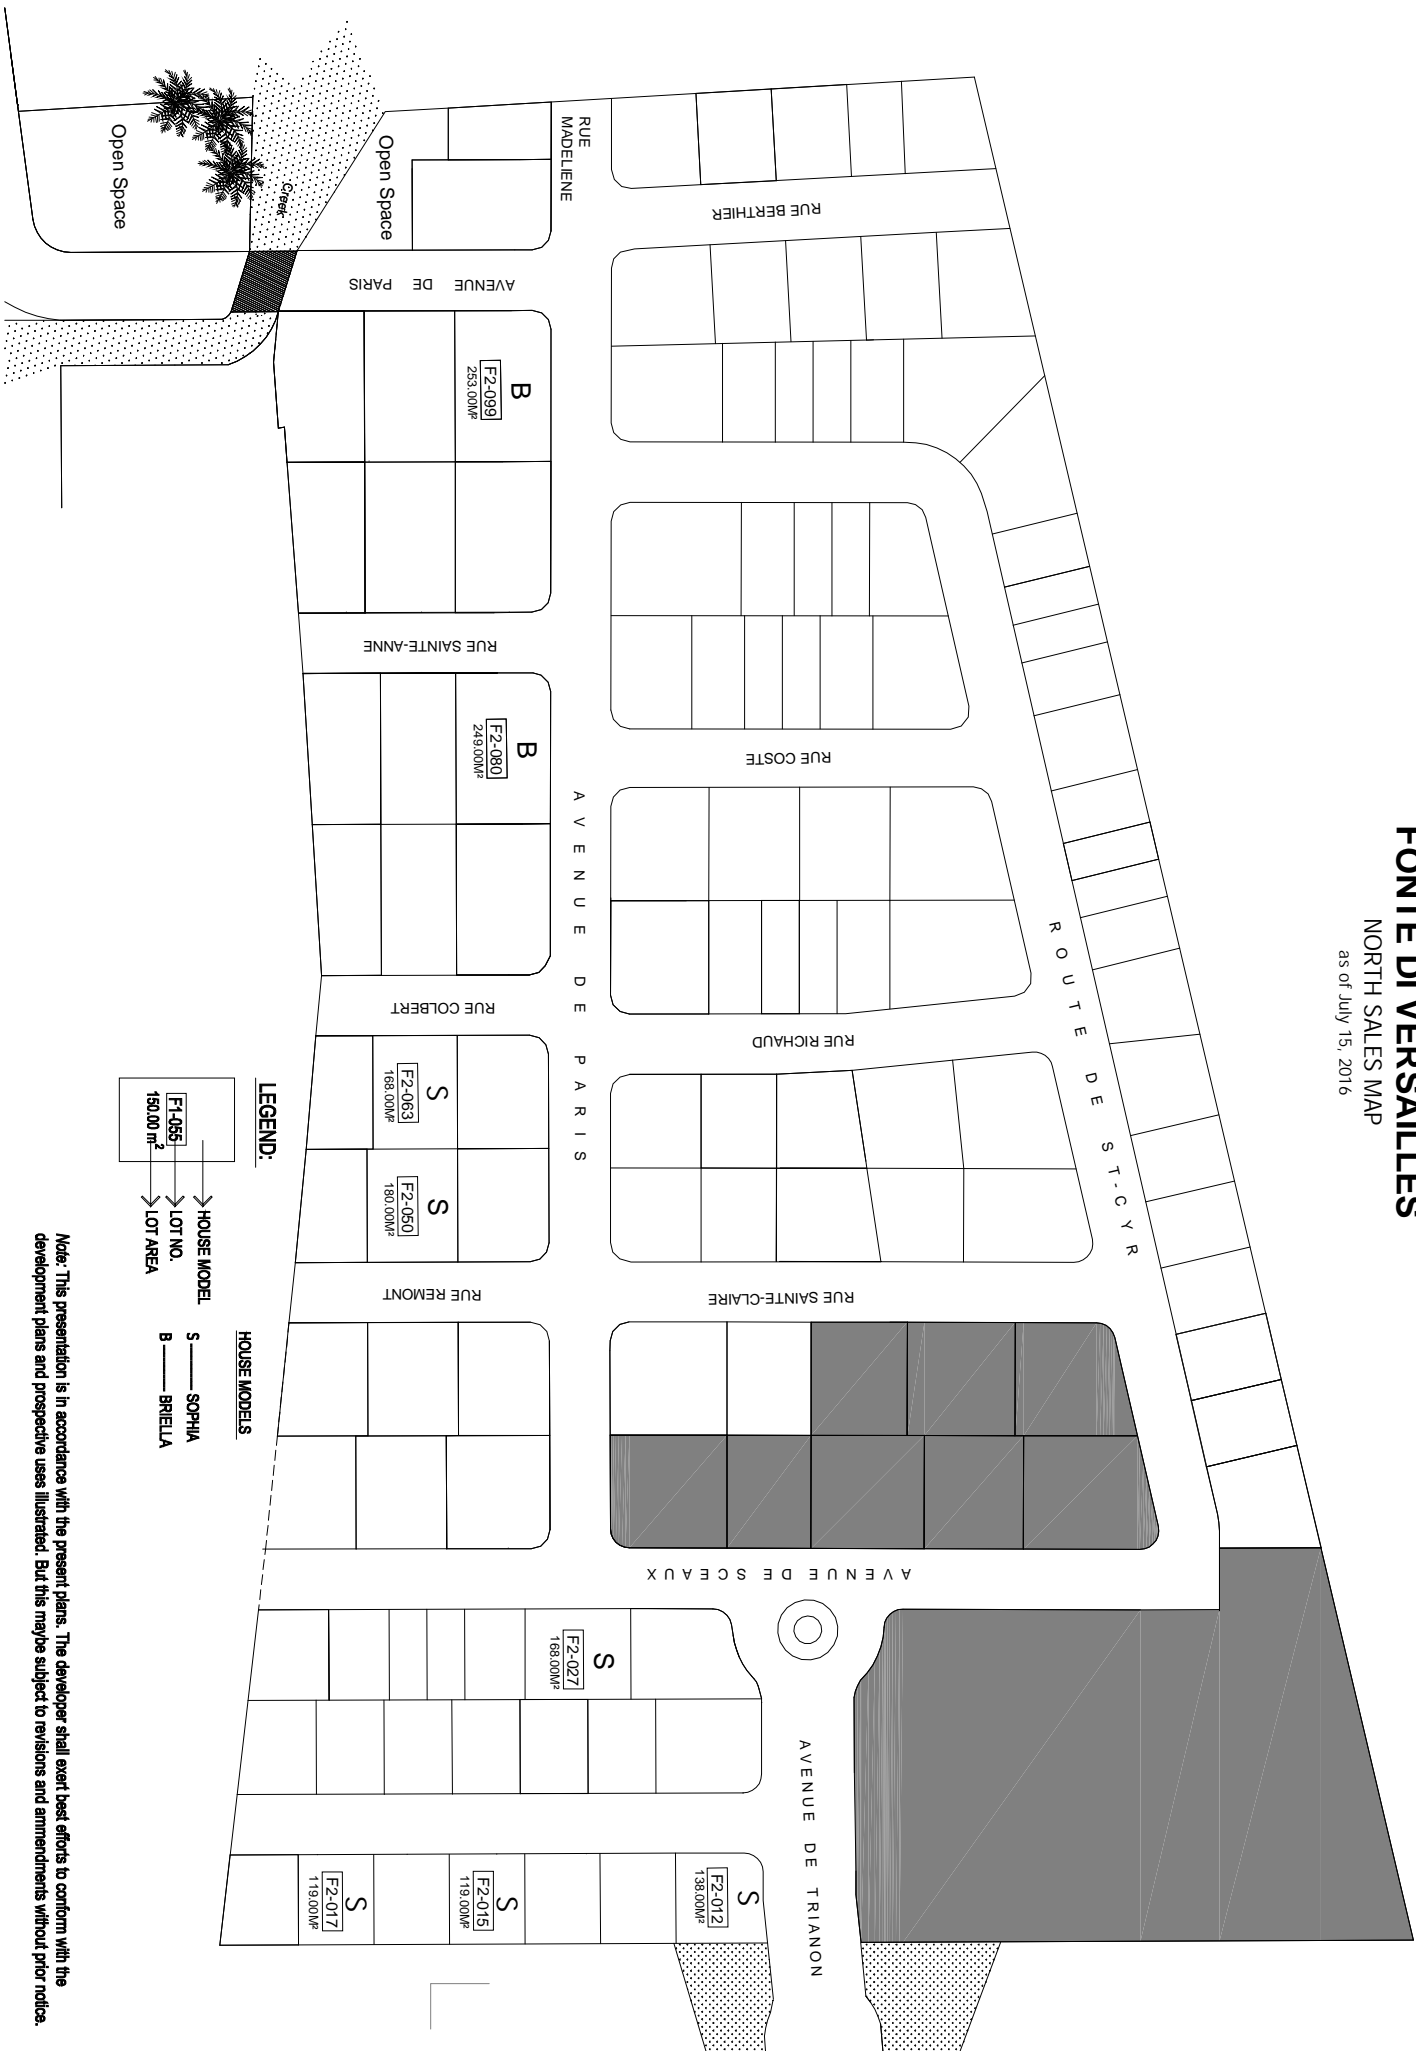 FONTE DI VERSAILLES
NORTH SALES MAP
as of July 15, 2016
RUE BERTHIER
RUE
MADELIENE
Open Space
Open Space
Creek
AVENUE DE PARIS
B
F2-099
253.00M²
RUE SAINTE-ANNE
B
F2-080
249.00M²
RUE COSTE
AVENUE DE PARIS
ROUTE DE ST-CYR
RUE COLBERT
RUE RICHAUD
S
F2-063
168.00M²
S
F2-050
180.00M²
RUE REMONT
RUE SAINTE-CLAIRE
AVENUE DE SCEAUX
S
F2-027
168.00M²
AVENUE DE TRIANON
S
F2-012
138.00M²
S
F2-015
119.00M²
S
F2-017
119.00M²
LEGEND:
F1-055
150.00 m²
HOUSE MODEL
LOT NO.
LOT AREA
HOUSE MODELS
S SOPHIA
B BRIELLA
Note: This presentation is in accordance with the present plans. The developer shall exert best efforts to comform with the
development plans and prospective uses illustrated. But this maybe subject to revisions and ammendments without prior notice.